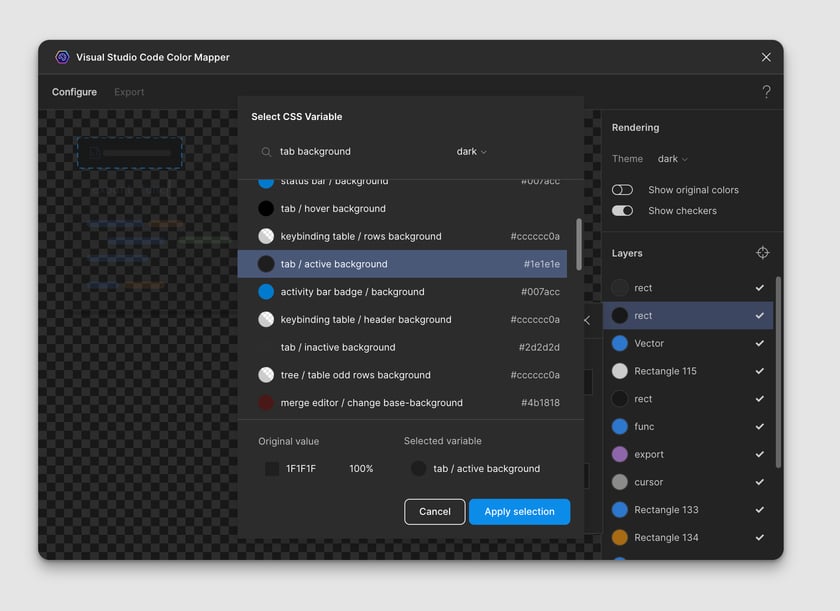 Visual Studio Code Color Mapper
Configure Export
?
Select CSS Variable
tab background dark
status bar / background #007acc
tab / hover background
keybinding table / rows background #cccccc0a
tab / active background #1e1e1e
activity bar badge / background #007acc
keybinding table / header background #cccccc0a
tab / inactive background #2d2d2d
tree / table odd rows background #cccccc0a
merge editor / change base-background #4b1818
Original value Selected variable
1F1F1F 100% tab / active background
Cancel Apply selection
Rendering
Theme dark
Show original colors
Show checkers
Layers
rect
rect
Vector
Rectangle 115
rect
func
export
cursor
Rectangle 133
Rectangle 134